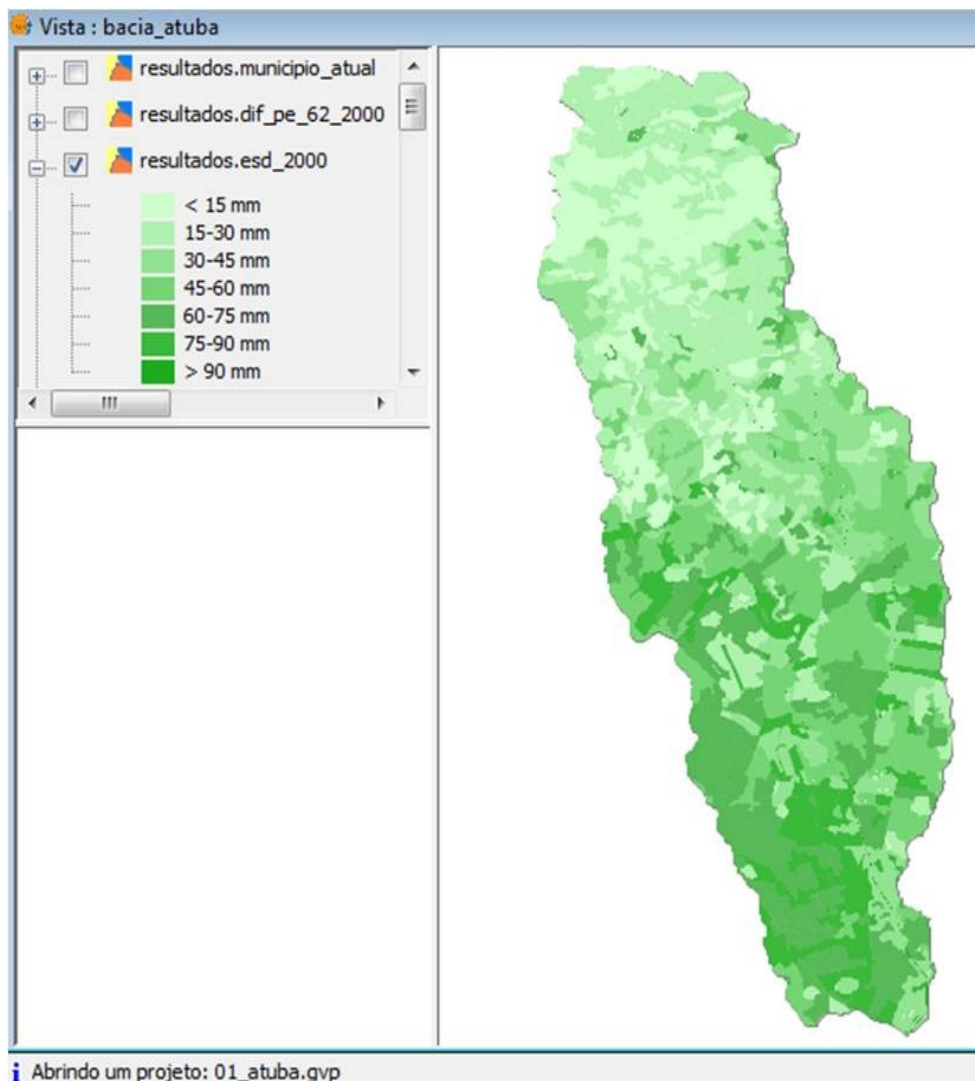 Vista : bacia_atuba
resultados.municipio_atual
resultados.dif_pe_62_2000
resultados.esd_2000
< 15 mm
15-30 mm
30-45 mm
45-60 mm
60-75 mm
75-90 mm
> 90 mm
Abrindo um projeto: 01_atuba.gvp